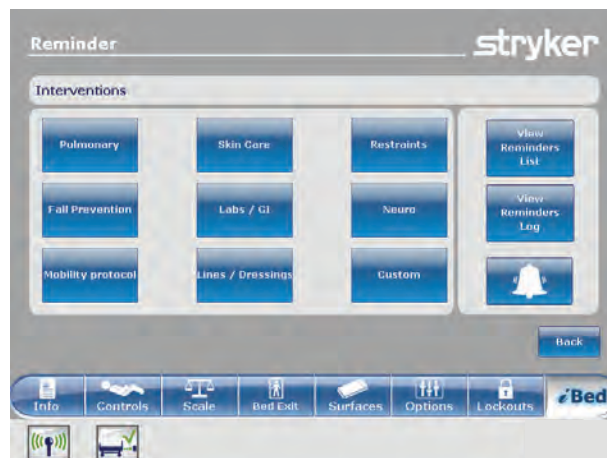 Reminder
stryker
Interventions
Pulmonary
Skin Care
Restraints
View
Reminders
List
Fall Prevention
Labs / GI
Neuro
View
Reminders
Log
Mobility protocol
Lines / Dressings
Custom
Back
Info
Controls
Scale
Bed Exit
Surfaces
Options
Lockouts
iBed